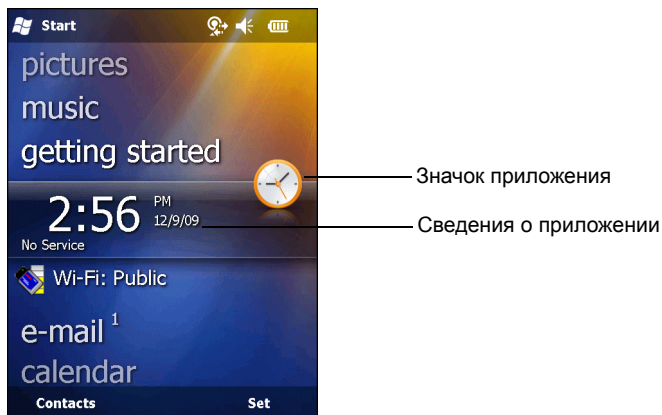 Start
pictures
music
getting started
Значок приложения
2:56 PM
12/9/09
Сведения о приложении
No Service
Wi-Fi: Public
e-mail 1
calendar
Contacts Set